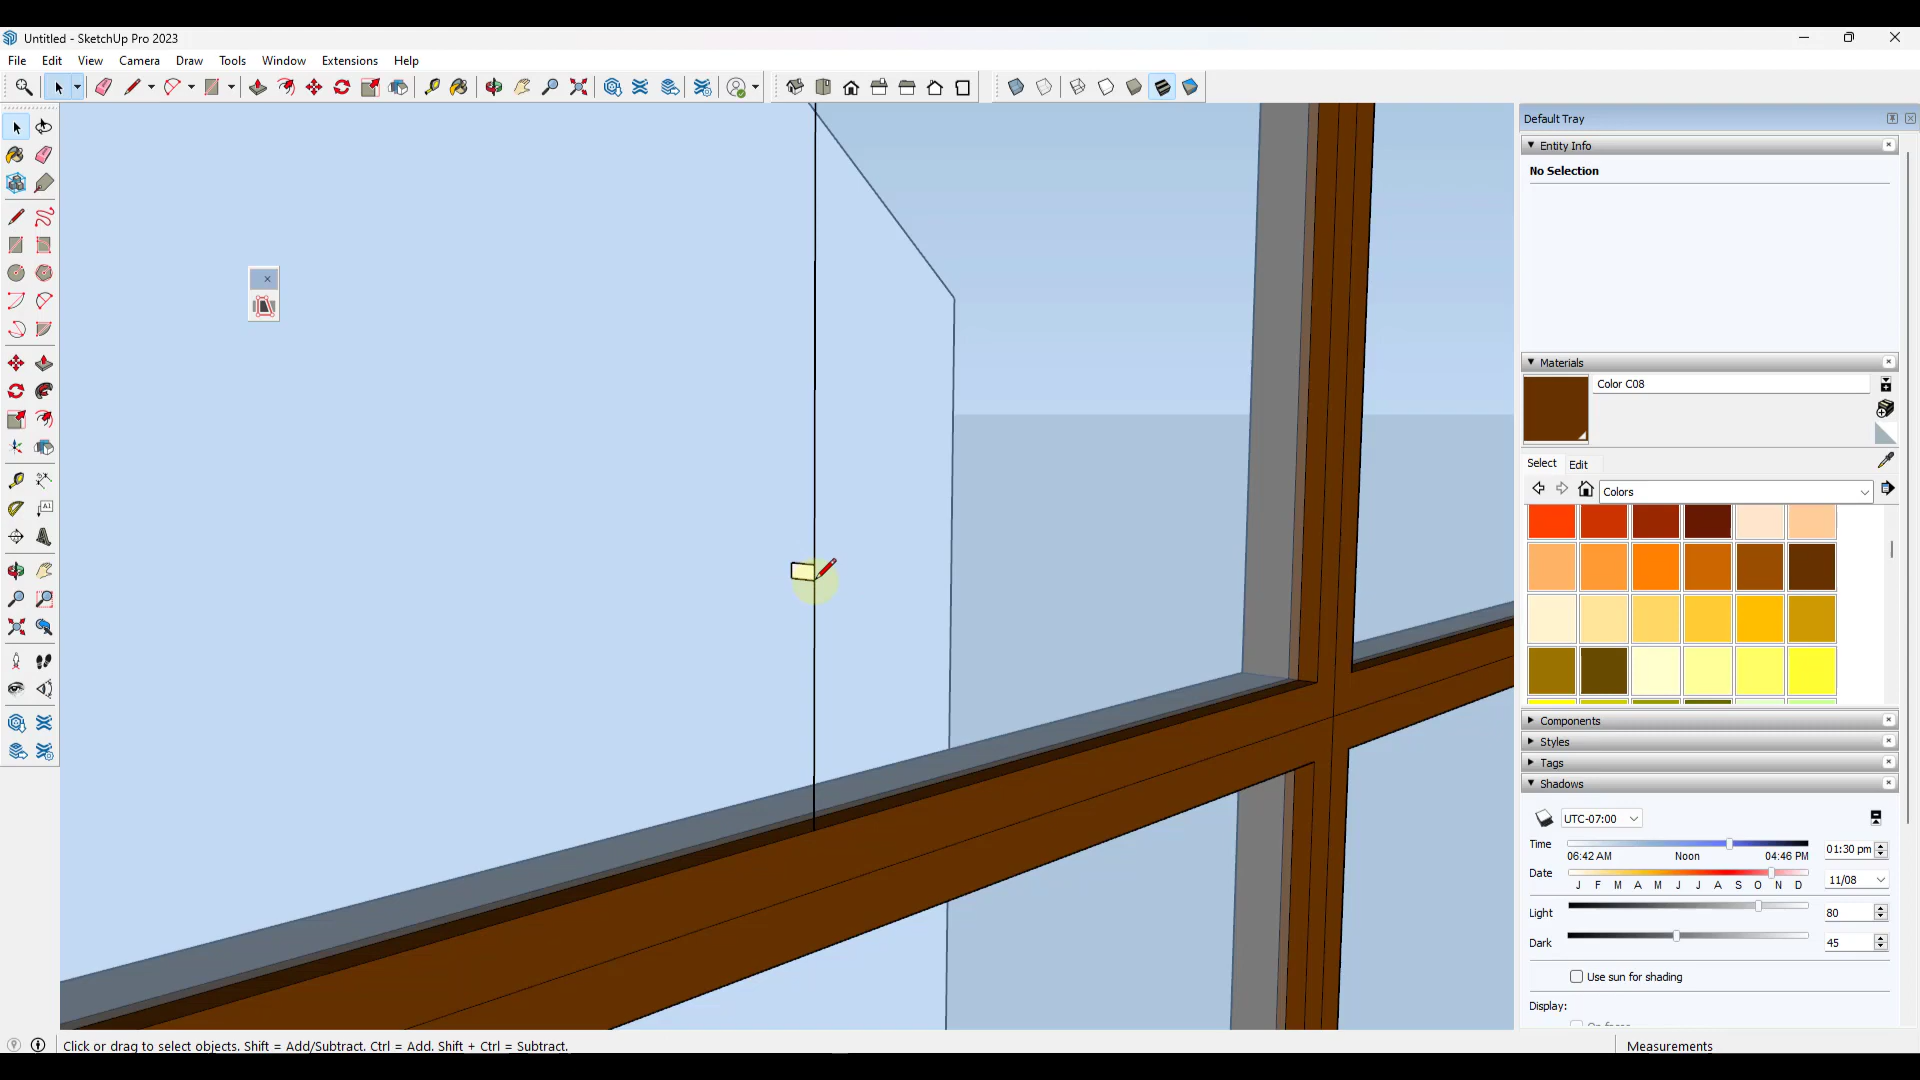 Untitled - SketchUp Pro 2023
File Edit View Camera Draw Tools Window Extensions Help
Default Tray
Entity Info
No Selection
Materials
Color C08
Select Edit
Colors
Components
Styles
Tags
Shadows
UTC-07:00
Time
06:42 AM Noon 04:46 PM
01:30 pm
Date
J F M A M J J A S O N D
11/08
Light
80
Dark
45
Use sun for shading
Display:
Click or drag to select objects. Shift = Add/Subtract. Ctrl = Add. Shift + Ctrl = Subtract.
Measurements